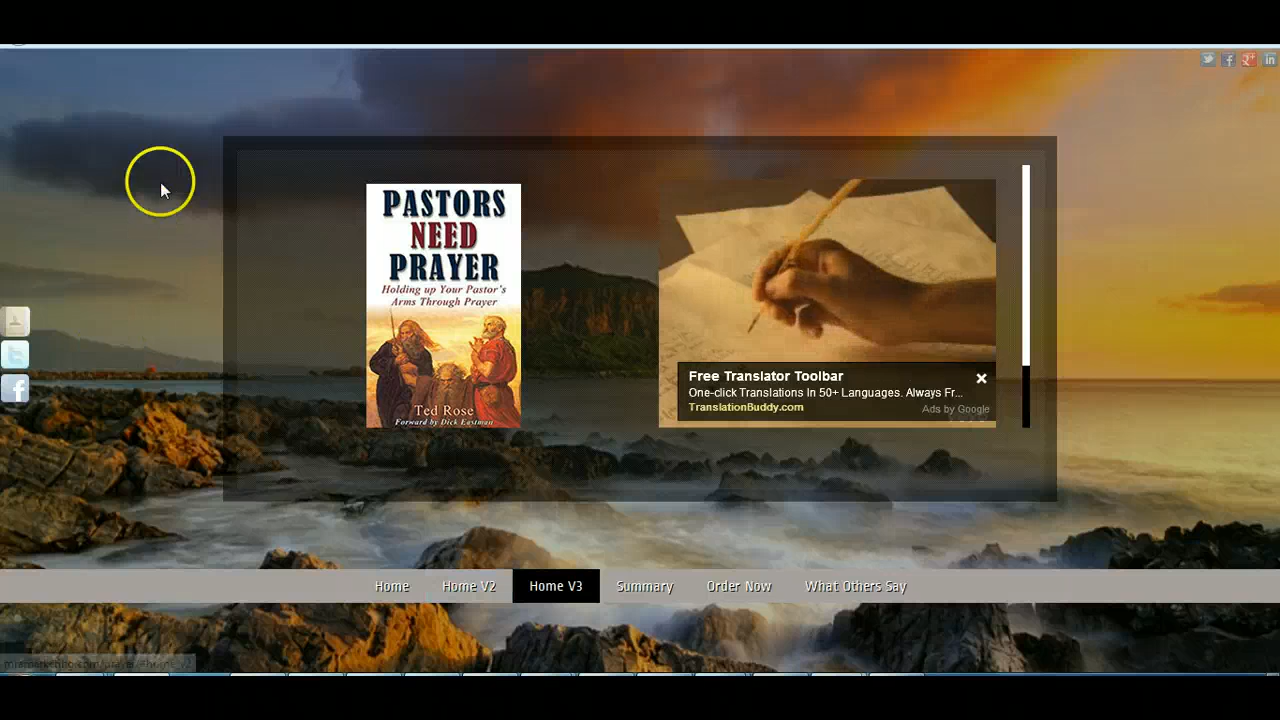 PASTORS
NEED
PRAYER
Holding up Your Pastor's
Arms Through Prayer
Ted Rose
Forword by Dick Eastman
Free Translator Toolbar
One-click Translations In 50+ Languages. Always Fr...
TranslationBuddy.com
Ads by Google
Home
Home V2
Home V3
Summary
Order Now
What Others Say